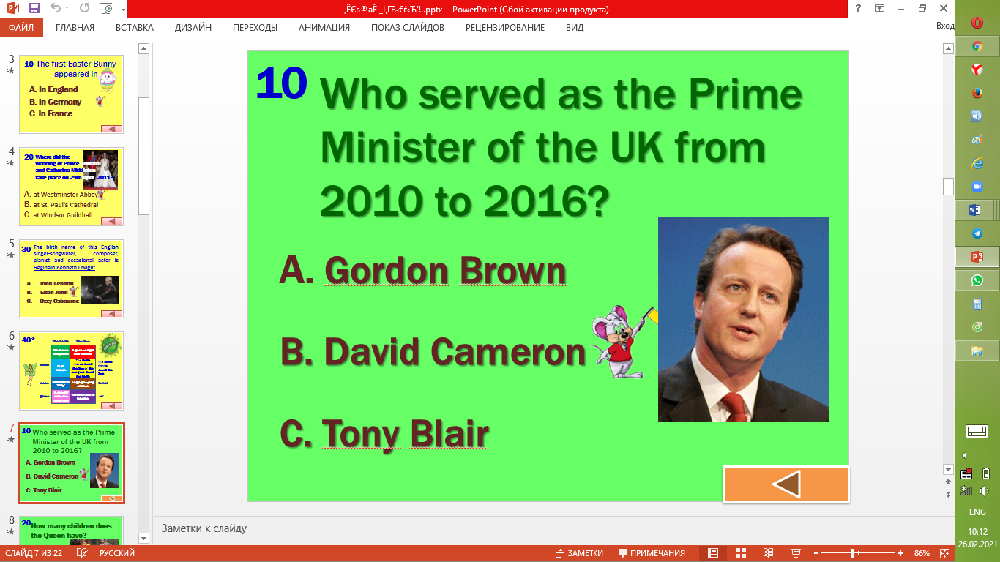 ,Ё€в®аЁ _ЏЂ‹€ѓ‹Ђ'!!.pptx - PowerPoint (Сбой активации продукта)
ФАЙЛ ГЛАВНАЯ ВСТАВКА ДИЗАЙН ПЕРЕХОДЫ АНИМАЦИЯ ПОКАЗ СЛАЙДОВ РЕЦЕНЗИРОВАНИЕ ВИД Вход
3
10 The first Easter Bunny
appeared in
A. In England
B. In Germany
C. In France
4
20 Where did the
wedding of Prince
and Catherine
take place on 29th April 2011?
A. at Westminster Abbey
B. at St. Paul's Cathedral
C. at Windsor Guildhall
5
30 The birth name of this English
singer-songwriter, composer,
pianist and occasional actor is
Reginald Kenneth Dwight
A. John Lennon
B. Elton John
C. Ozzy Osbourne
6
40*
7
10 Who served as the Prime
Minister of the UK from
2010 to 2016?
A. Gordon Brown
B. David Cameron
C. Tony Blair
8
20 How many children does
the Queen have?
10 Who served as the Prime
Minister of the UK from
2010 to 2016?
A. Gordon Brown
B. David Cameron
C. Tony Blair
Заметки к слайду
СЛАЙД 7 ИЗ 22 РУССКИЙ ЗАМЕТКИ ПРИМЕЧАНИЯ 86%
ENG
10:12
26.02.2021